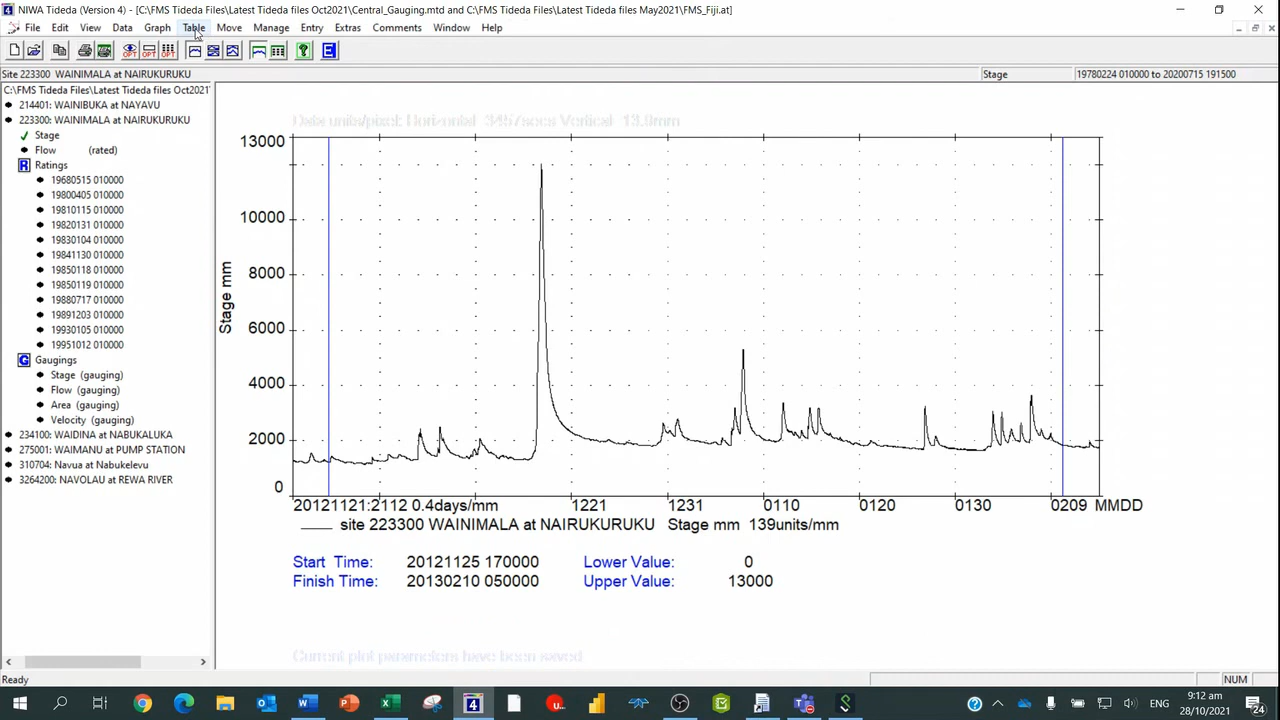 NIWA Tideda (Version 4) - [C:\FMS Tideda Files\Latest Tideda files Oct2021\Central_Gauging.mtd and C:\FMS Tideda Files\Latest Tideda files May2021\FMS_Fiji.at]
File Edit View Data Graph Table Move Manage Entry Extras Comments Window Help
Site 223300 WAINIMALA at NAIRUKURUKU Stage 19780224 010000 to 20200715 191500
C:\FMS Tideda Files\Latest Tideda files Oct2021\
214401: WAINIBUKA at NAYAVU
223300: WAINIMALA at NAIRUKURUKU
Stage
Flow (rated)
R Ratings
19680515 010000
19800405 010000
19810115 010000
19820131 010000
19830104 010000
19841130 010000
19850118 010000
19850119 010000
19880717 010000
19891203 010000
19930105 010000
19951012 010000
G Gaugings
Stage (gauging)
Flow (gauging)
Area (gauging)
Velocity (gauging)
234100: WAIDINA at NABUKALUKA
275001: WAIMANU at PUMP STATION
310704: Navua at Nabukelevu
3264200: NAVOLAU at REWA RIVER
Data units/pixel: Horizontal 3457secs Vertical 13.9mm
13000
10000
8000
6000
4000
2000
0
Stage mm
20121121:2112 0.4days/mm 1221 1231 0110 0120 0130 0209 MMDD
site 223300 WAINIMALA at NAIRUKURUKU Stage mm 139units/mm
Start Time: 20121125 170000 Lower Value: 0
Finish Time: 20130210 050000 Upper Value: 13000
Current plot parameters have been saved
Ready NUM
9:12 am
ENG
28/10/2021
24